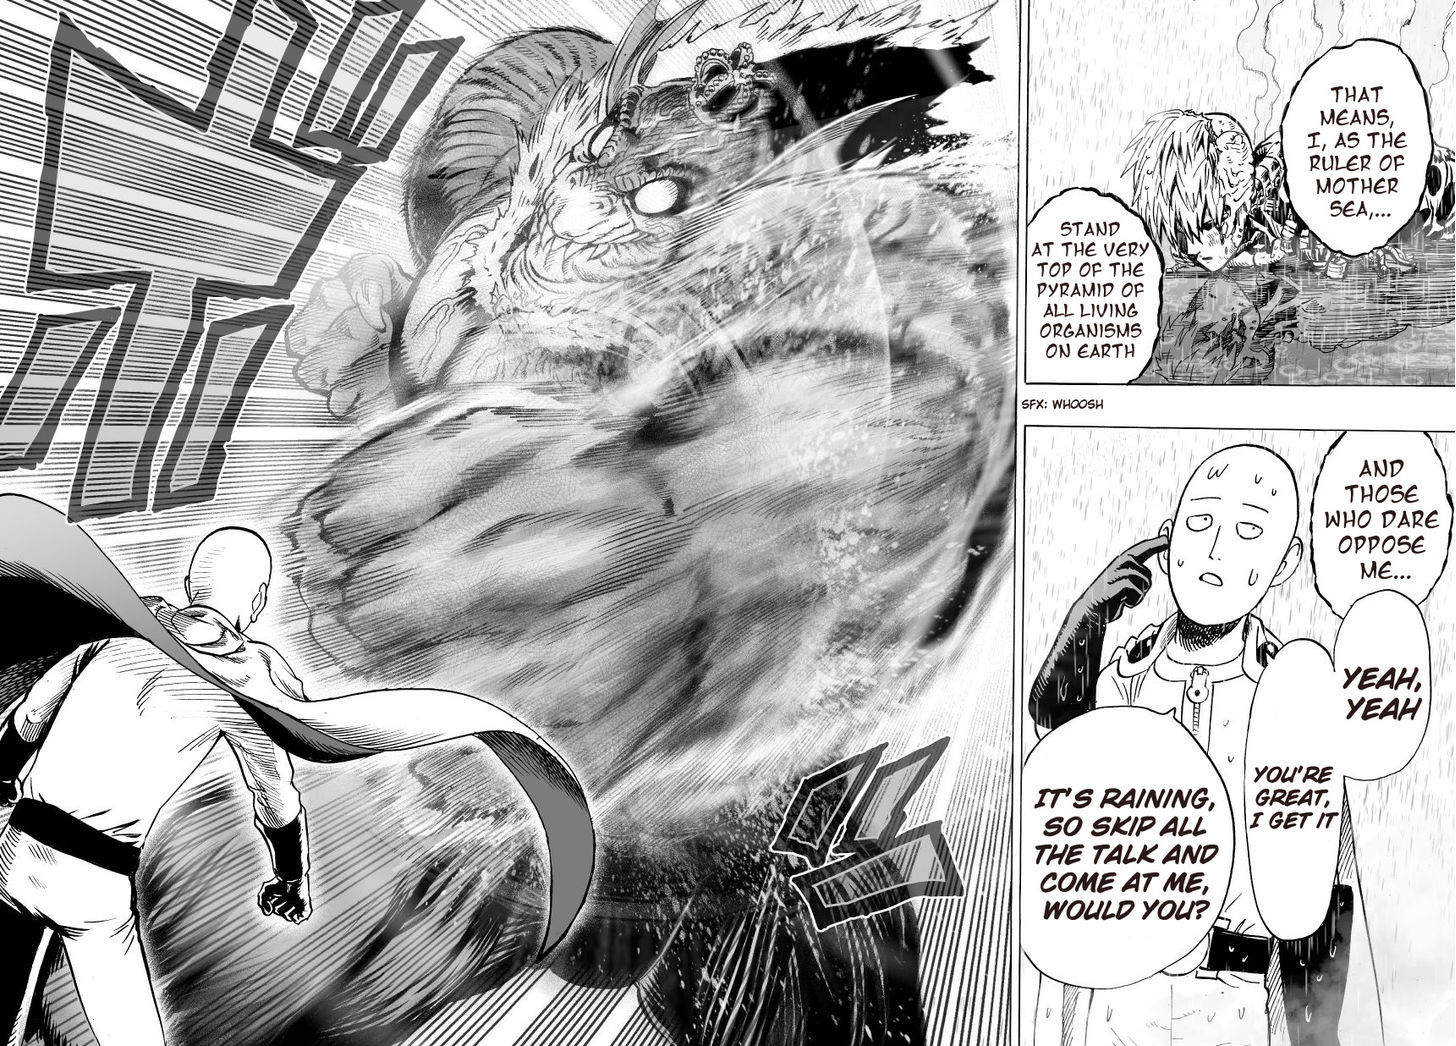 THAT
MEANS,
I, AS THE
RULER OF
MOTHER
SEA,...
STAND
AT THE VERY
TOP OF THE
PYRAMID OF
ALL LIVING
ORGANISMS
ON EARTH
SFX: WHOOSH
AND
THOSE
WHO DARE
OPPOSE
ME...
YEAH,
YEAH
YOU'RE
GREAT,
I GET IT
IT'S RAINING,
SO SKIP ALL
THE TALK AND
COME AT ME,
WOULD YOU?